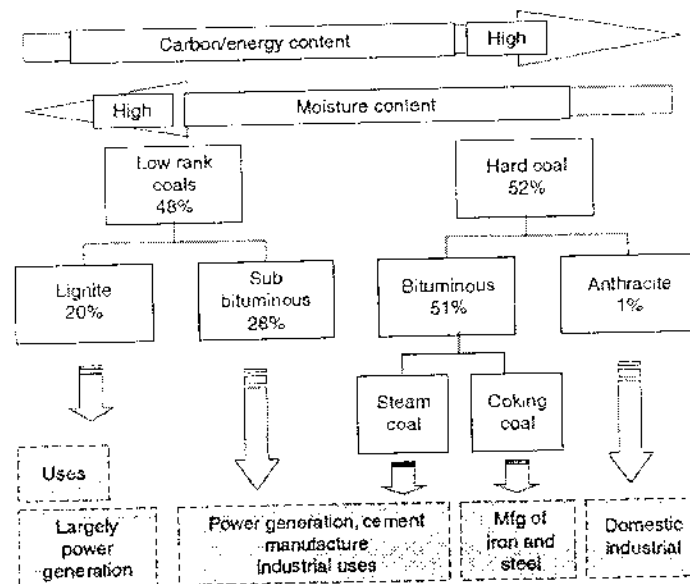 Carbon/energy content
High
High
Moisture content
Low rank
coals
48%
Hard coal
52%
Lignite
20%
Sub
bituminous
28%
Bituminous
51%
Anthracite
1%
Steam
coal
Coking
coal
Uses
Largely
power
generation
Power generation, cement
manufacture
Industrial uses
Mfg of
iron and
steel
Domestic
industrial